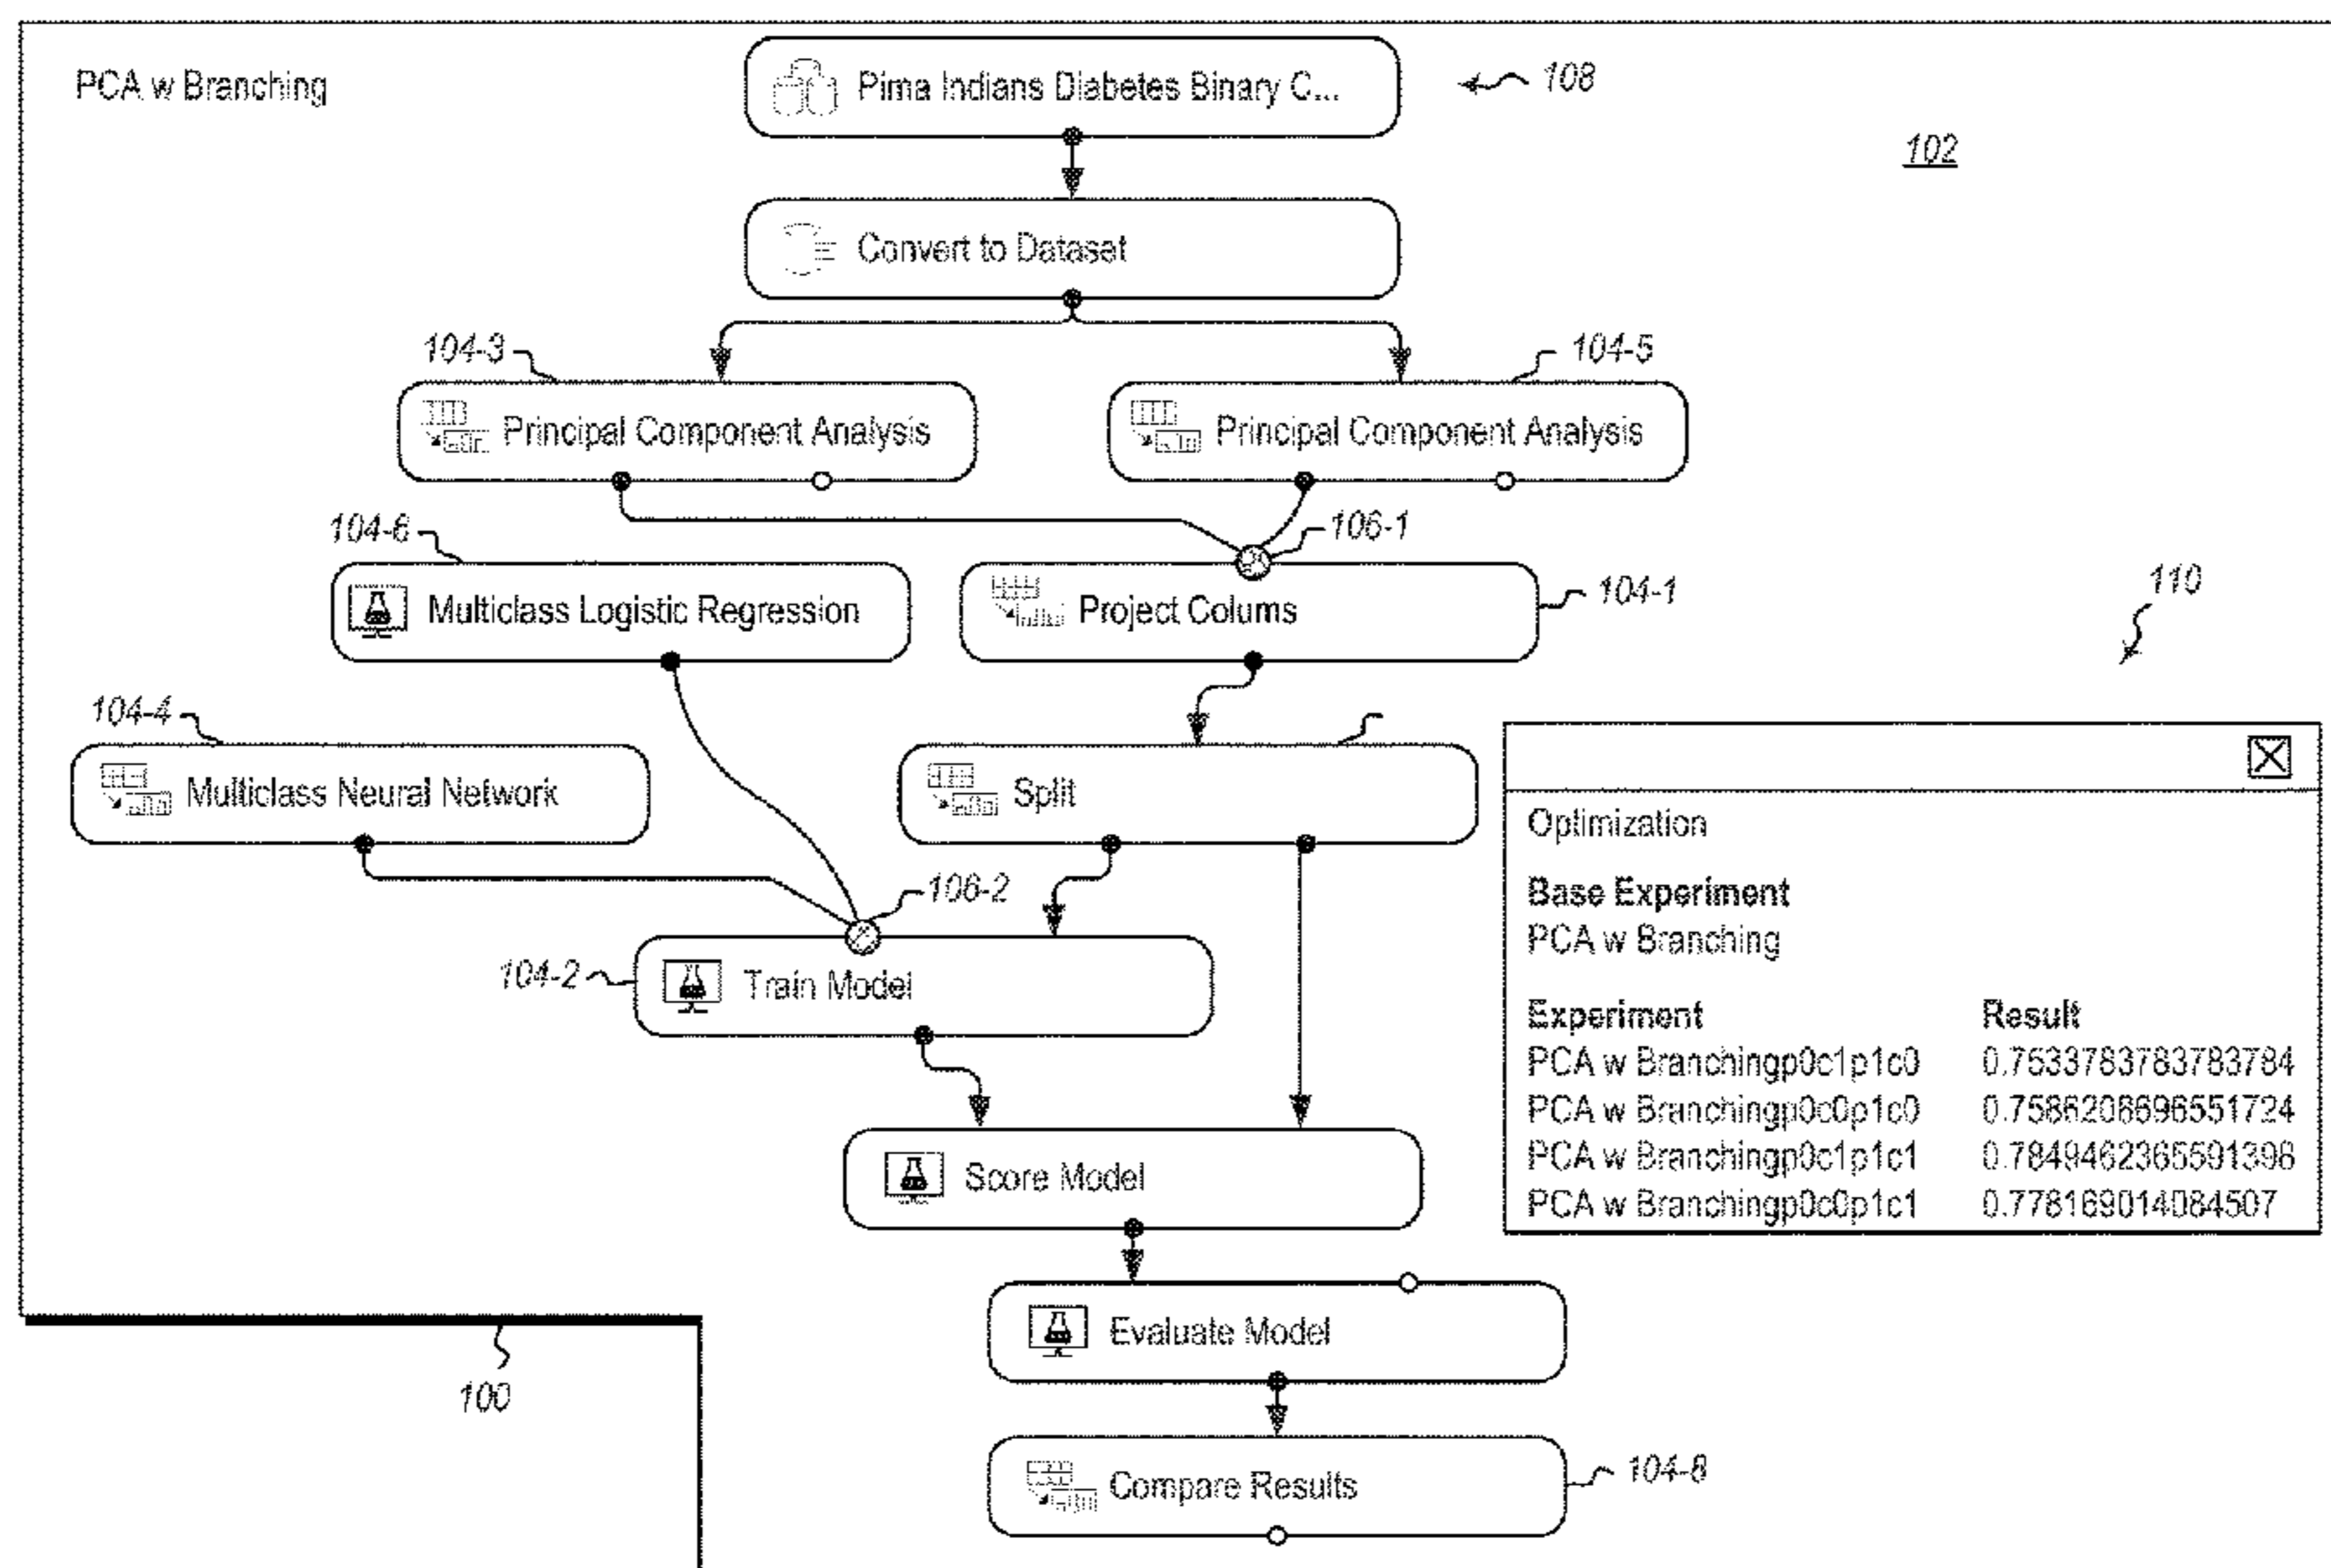 PCA w Branching
Pima Indians Diabetes Binary C...
108
102
Convert to Dataset
104-3
104-5
Principal Component Analysis
Principal Component Analysis
104-6
106-1
Multiclass Logistic Regression
Project Colums
104-1
110
104-4
Multiclass Neural Network
Split
106-2
104-2
Train Model
Score Model
Evaluate Model
100
Compare Results
104-8
Optimization
Base Experiment
PCA w Branching
Experiment Result
PCA w Branchingp0c1p1c0 0.7533783783783784
PCA w Branchingp0c0p1c0 0.7586206896551724
PCA w Branchingp0c1p1c1 0.7849462365591398
PCA w Branchingp0c0p1c1 0.778169014084507